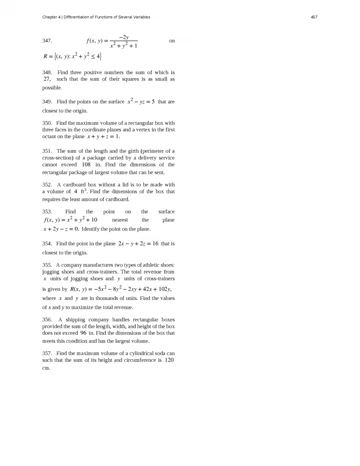 Chapter 4 | Differentiation of Functions of Several Variables 467
347. f(x, y) = −2y / (x² + y² + 1) on
R = {(x, y): x² + y² ≤ 4}
348. Find three positive numbers the sum of which is
27, such that the sum of their squares is as small as
possible.
349. Find the points on the surface x² − yz = 5 that are
closest to the origin.
350. Find the maximum volume of a rectangular box with
three faces in the coordinate planes and a vertex in the first
octant on the plane x + y + z = 1.
351. The sum of the length and the girth (perimeter of a
cross-section) of a package carried by a delivery service
cannot exceed 108 in. Find the dimensions of the
rectangular package of largest volume that can be sent.
352. A cardboard box without a lid is to be made with
a volume of 4 ft³. Find the dimensions of the box that
requires the least amount of cardboard.
353. Find the point on the surface
f(x, y) = x² + y² + 10 nearest the plane
x + 2y − z = 0. Identify the point on the plane.
354. Find the point in the plane 2x − y + 2z = 16 that is
closest to the origin.
355. A company manufactures two types of athletic shoes:
jogging shoes and cross-trainers. The total revenue from
x units of jogging shoes and y units of cross-trainers
is given by R(x, y) = −5x² − 8y² − 2xy + 42x + 102y,
where x and y are in thousands of units. Find the values
of x and y to maximize the total revenue.
356. A shipping company handles rectangular boxes
provided the sum of the length, width, and height of the box
does not exceed 96 in. Find the dimensions of the box that
meets this condition and has the largest volume.
357. Find the maximum volume of a cylindrical soda can
such that the sum of its height and circumference is 120
cm.